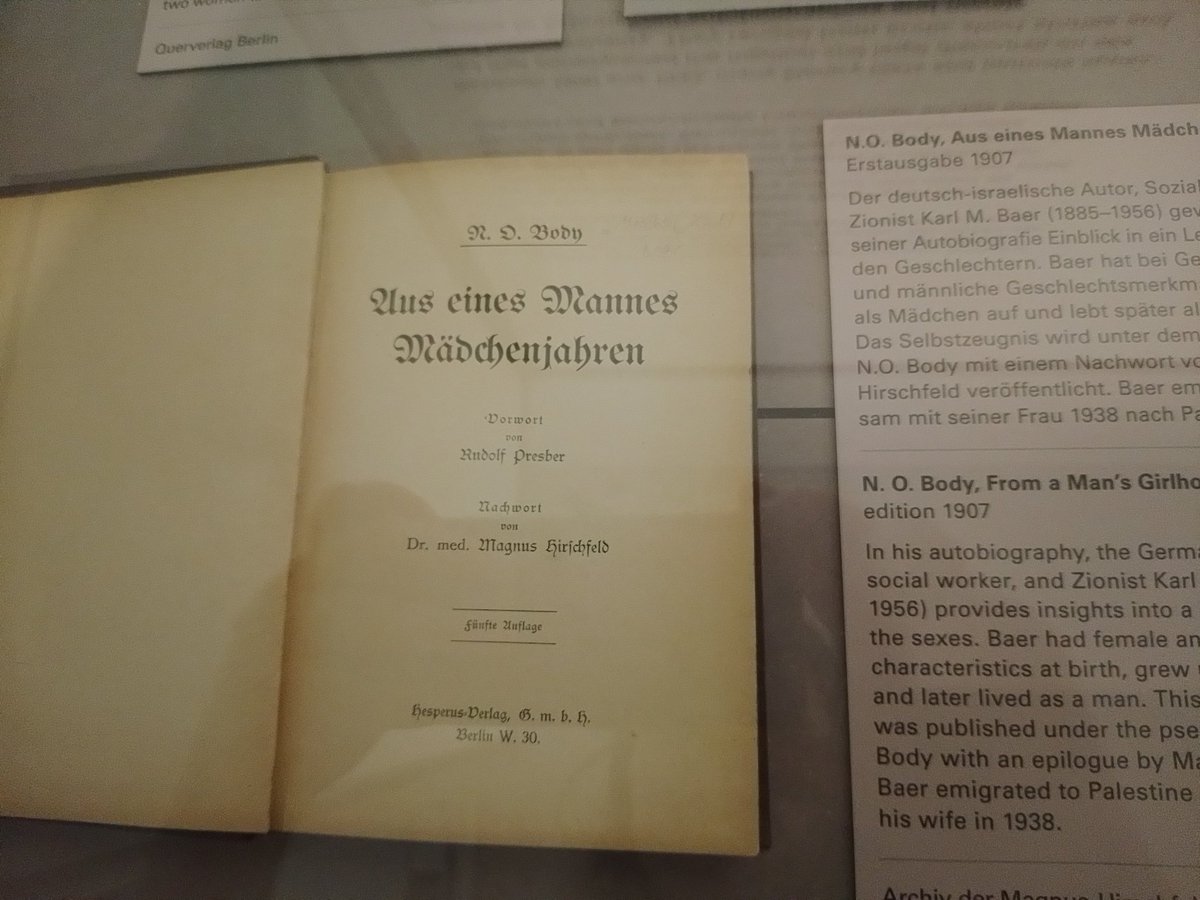 two women
Querverlag Berlin
N. O. Body
Aus eines Mannes
Mädchenjahren
Vorwort
von
Rudolf Presber
Nachwort
von
Dr. med. Magnus Hirschfeld
Fünfte Auflage
Hesperus-Verlag, G. m. b. H.
Berlin W. 30.
N.O. Body, Aus eines Mannes Mädch
Erstausgabe 1907
Der deutsch-israelische Autor, Sozial
Zionist Karl M. Baer (1885–1956) gew
seiner Autobiografie Einblick in ein Le
den Geschlechtern. Baer hat bei Ge
und männliche Geschlechtsmerkm
als Mädchen auf und lebt später al
Das Selbstzeugnis wird unter dem
N.O. Body mit einem Nachwort vo
Hirschfeld veröffentlicht. Baer em
sam mit seiner Frau 1938 nach Pa
N. O. Body, From a Man's Girlho
edition 1907
In his autobiography, the Germa
social worker, and Zionist Karl
1956) provides insights into a
the sexes. Baer had female an
characteristics at birth, grew
and later lived as a man. This
was published under the pse
Body with an epilogue by Ma
Baer emigrated to Palestine
his wife in 1938.
Archiv der Magnus